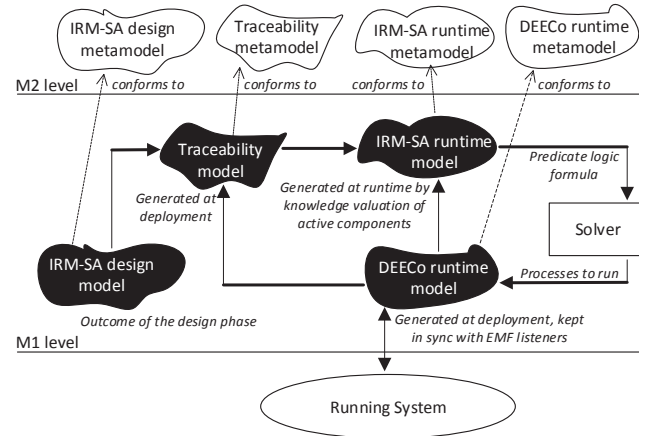 IRM-SA design
metamodel
Traceability
metamodel
IRM-SA runtime
metamodel
DEECo runtime
metamodel
M2 level
conforms to
conforms to
conforms to
conforms to
Traceability
model
IRM-SA runtime
model
Predicate logic
formula
Generated at
deployment
Generated at runtime by
knowledge valuation of
active components
Solver
IRM-SA design
model
DEECo runtime
model
Processes to run
Outcome of the design phase
Generated at deployment, kept
in sync with EMF listeners
M1 level
Running System